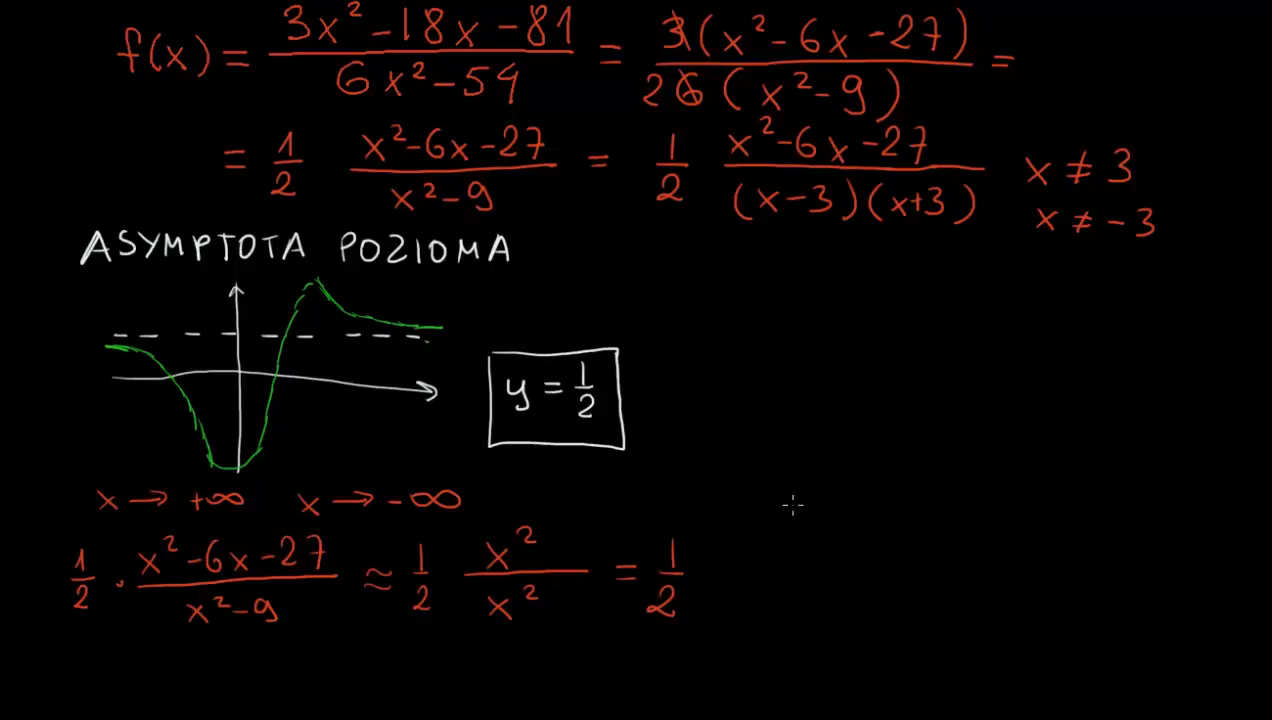 f(x) = (3x² - 18x - 81)/(6x² - 54) = 3(x² - 6x - 27)/26(x² - 9) =
= 1/2 (x² - 6x - 27)/(x² - 9) = 1/2 (x² - 6x - 27)/((x - 3)(x + 3)) x ≠ 3
x ≠ -3
ASYMPTOTA POZIOMA
y = 1/2
x → +∞ x → -∞
1/2 · (x² - 6x - 27)/(x² - 9) ≈ 1/2 x²/x² = 1/2